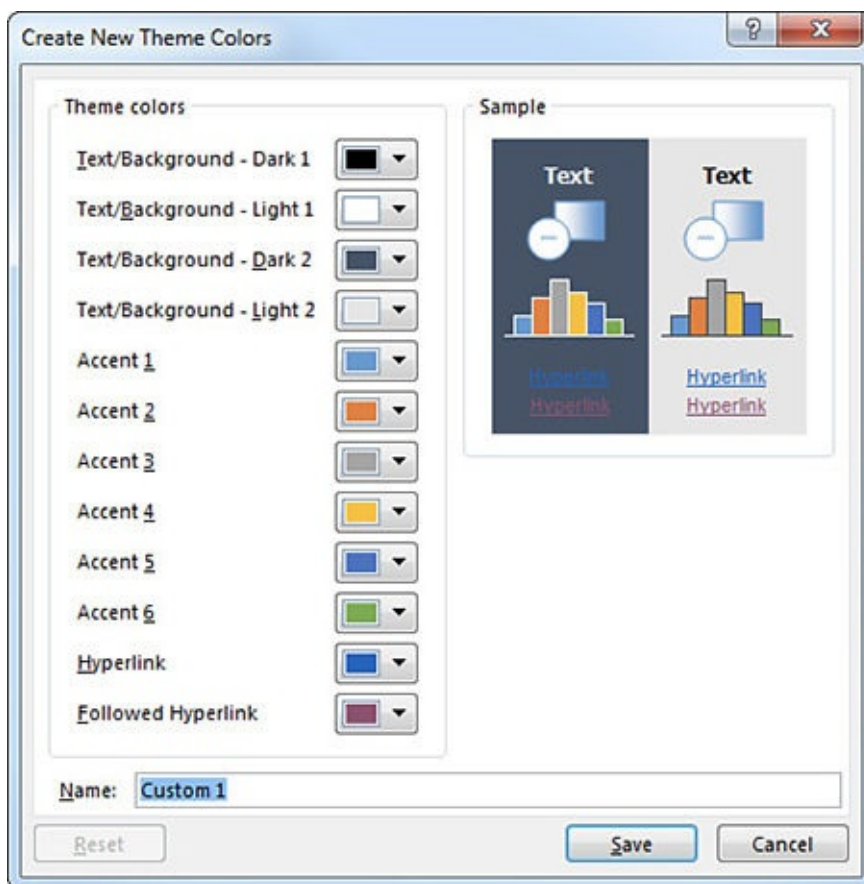 Create New Theme Colors
?
Theme colors
Text/Background - Dark 1
Text/Background - Light 1
Text/Background - Dark 2
Text/Background - Light 2
Accent 1
Accent 2
Accent 3
Accent 4
Accent 5
Accent 6
Hyperlink
Followed Hyperlink
Sample
Text Text
Hyperlink Hyperlink
Hyperlink Hyperlink
Name: Custom 1
Reset Save Cancel